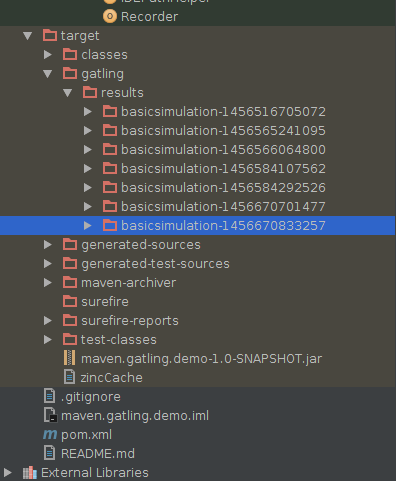 IDEPathHelper
Recorder
target
classes
gatling
results
basicsimulation-1456516705072
basicsimulation-1456565241095
basicsimulation-1456566064800
basicsimulation-1456584107562
basicsimulation-1456584292526
basicsimulation-1456670701477
basicsimulation-1456670833257
generated-sources
generated-test-sources
maven-archiver
surefire
surefire-reports
test-classes
maven.gatling.demo-1.0-SNAPSHOT.jar
zincCache
.gitignore
maven.gatling.demo.iml
pom.xml
README.md
External Libraries